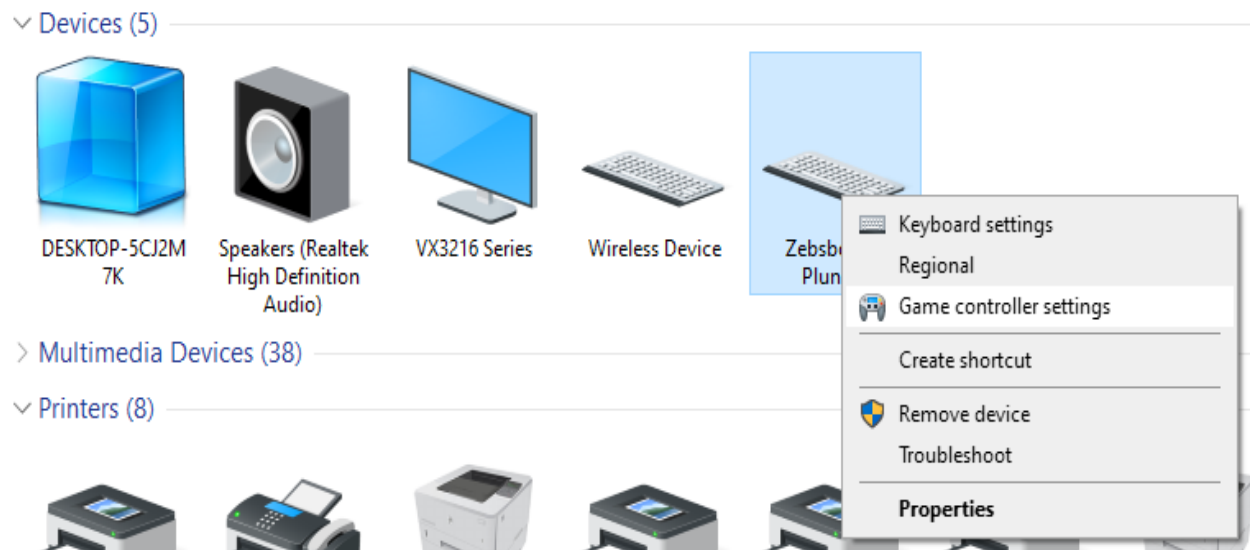 Devices (5)
DESKTOP-5CJ2M
7K
Speakers (Realtek
High Definition
Audio)
VX3216 Series
Wireless Device
Keyboard settings
Regional
Game controller settings
Create shortcut
Remove device
Troubleshoot
Properties
Multimedia Devices (38)
Printers (8)